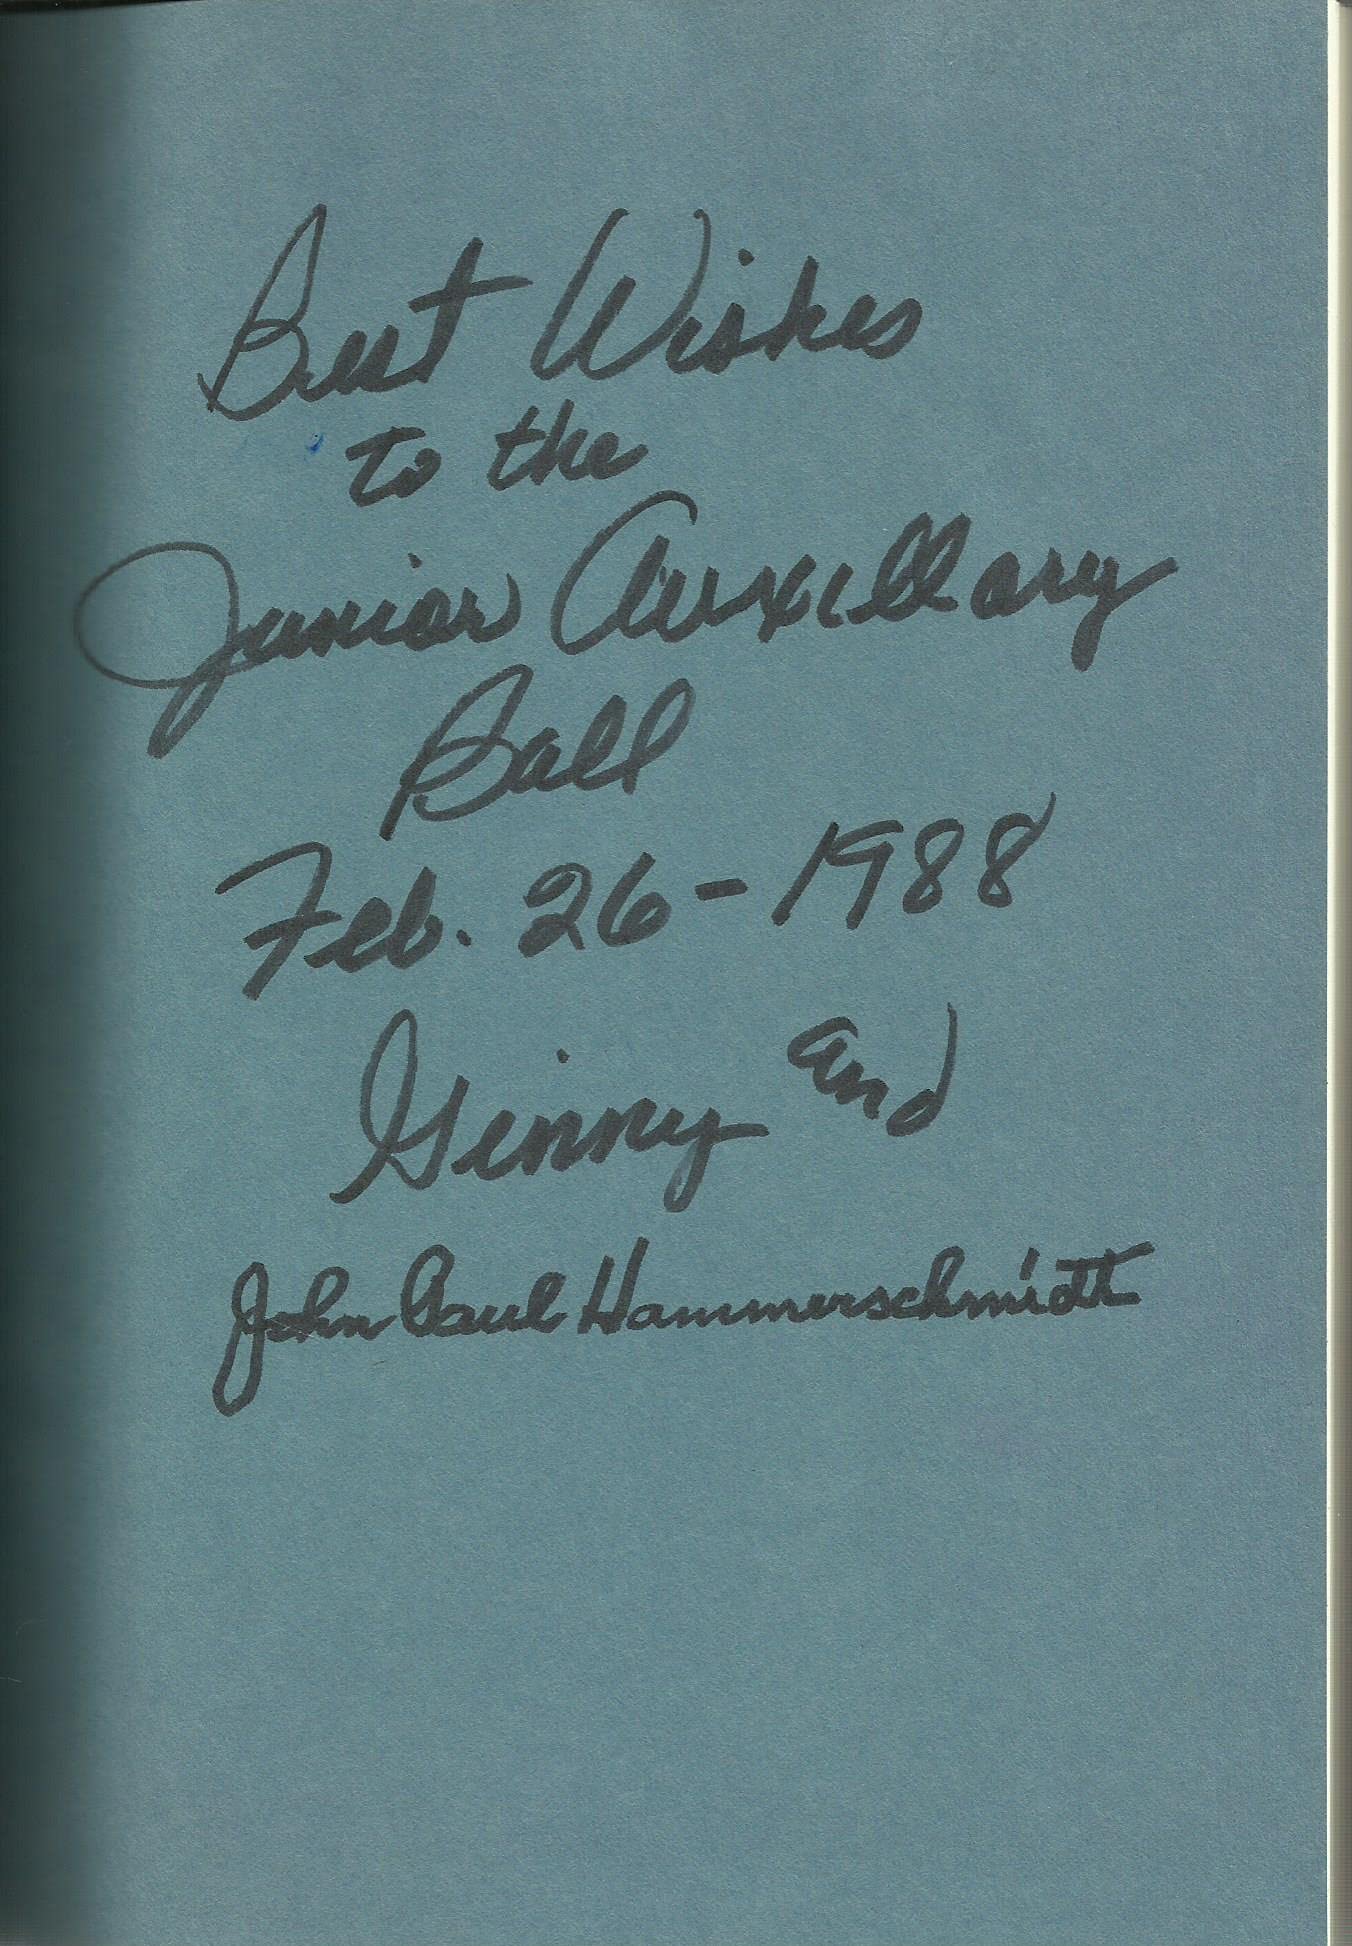 Best Wishes
to the
Junior Auxillary
Ball
Feb. 26-1988
Ginny and
John Paul Hammerschmidt